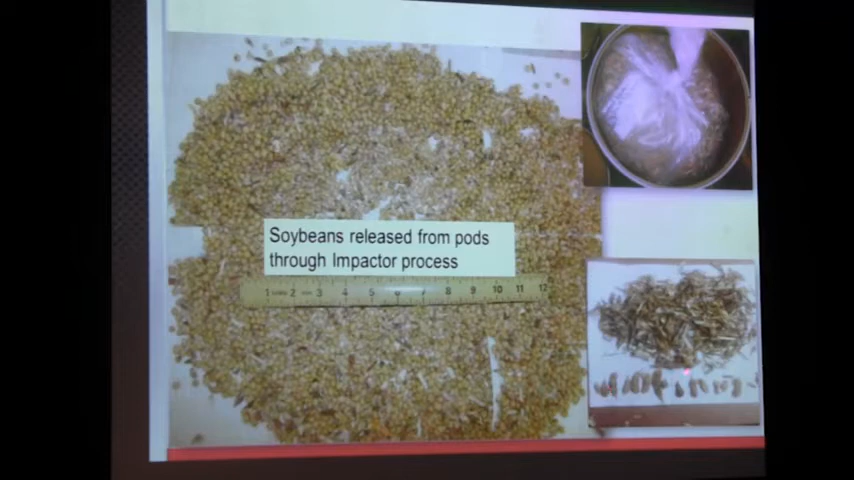 Soybeans released from pods
through Impactor process
1 2 3 4 5 6 7 8 9 10 11 12